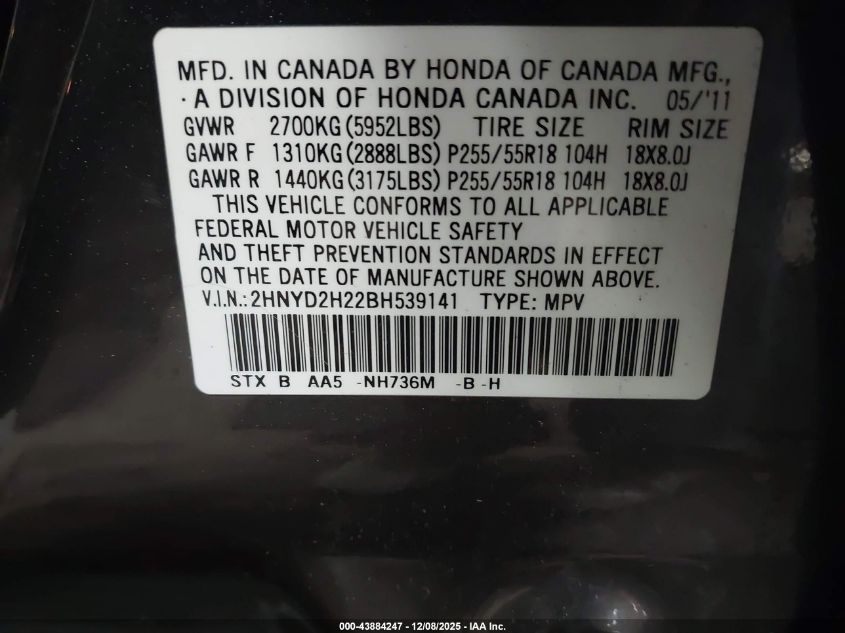 MFD. IN CANADA BY HONDA OF CANADA MFG.,
A DIVISION OF HONDA CANADA INC. 05/'11
GVWR 2700KG (5952LBS) TIRE SIZE RIM SIZE
GAWR F 1310KG (2888LBS) P255/55R18 104H 18X8.0J
GAWR R 1440KG (3175LBS) P255/55R18 104H 18X8.0J
THIS VEHICLE CONFORMS TO ALL APPLICABLE
FEDERAL MOTOR VEHICLE SAFETY
AND THEFT PREVENTION STANDARDS IN EFFECT
ON THE DATE OF MANUFACTURE SHOWN ABOVE.
V.I.N.:2HNYD2H22BH539141 TYPE: MPV
STX B AA5 -NH736M -B -H
000-43884247 - 12/08/2025 - IAA Inc.